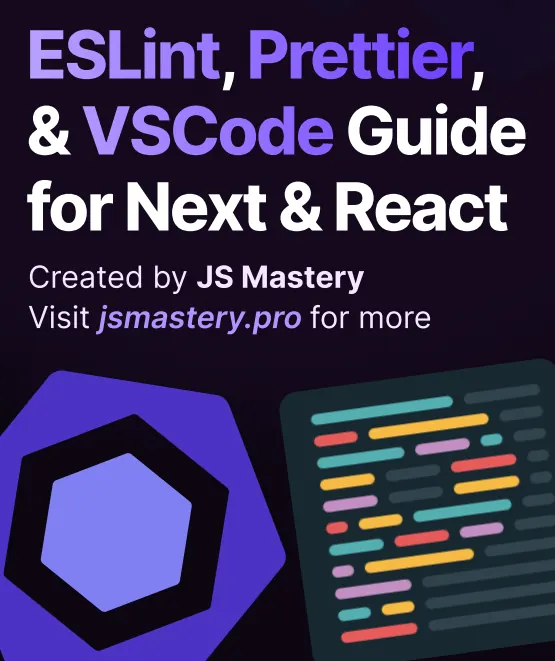 ESLint, Prettier,
& VSCode Guide
for Next & React
Created by JS Mastery
Visit jsmastery.pro for more